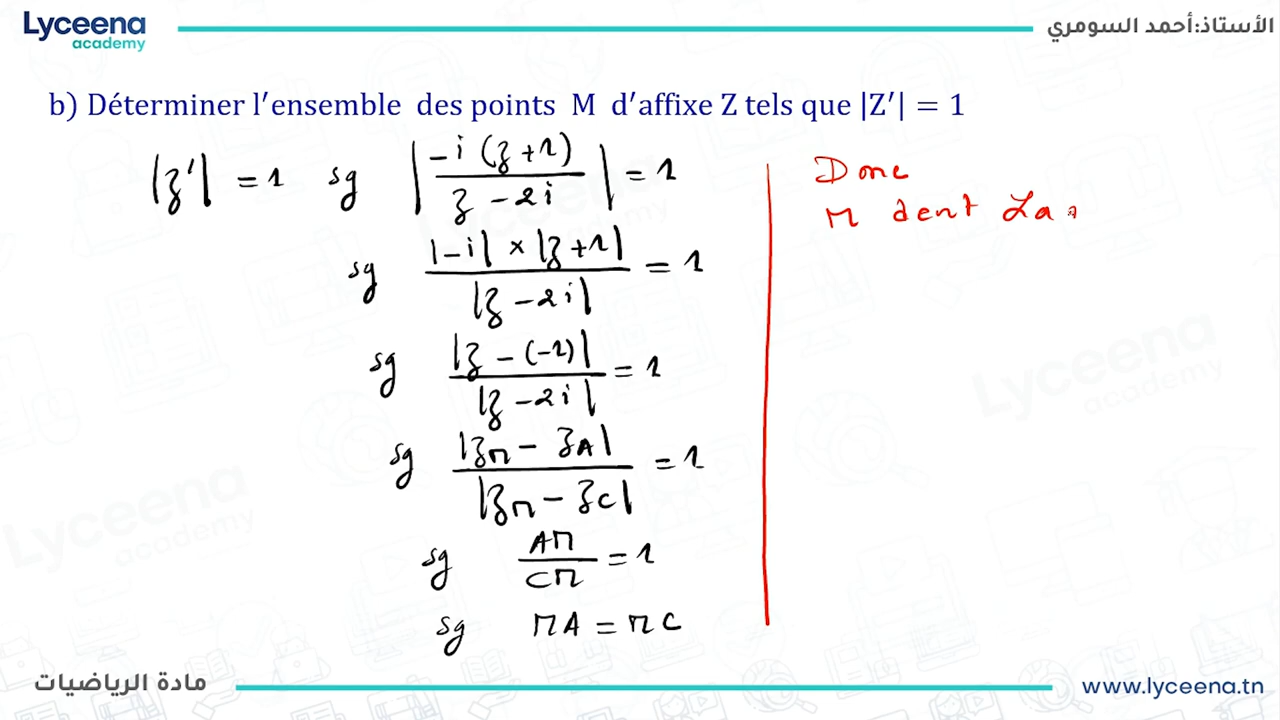 Lyceena
academy
الأستاذ:أحمد السومري
b) Déterminer l'ensemble des points M d'affixe Z tels que |Z'| = 1
|z'| = 1 sg |-i (z+1) / z - 2i| = 1
sg |-i| × |z+1| / |z - 2i| = 1
sg |z - (-1)| / |z - 2i| = 1
sg |zM - zA| / |zM - zC| = 1
sg AM / CM = 1
sg MA = MC
Donc
M dent La
مادة الرياضيات
www.lyceena.tn